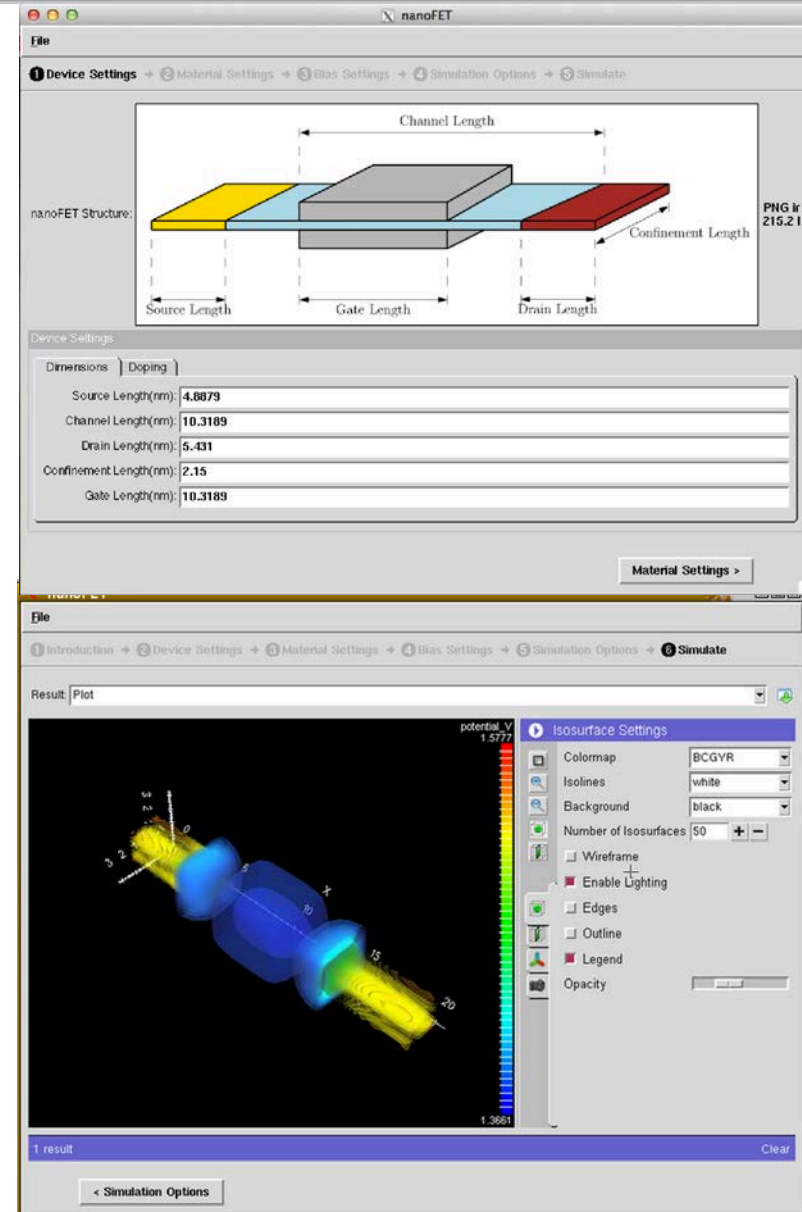 nanoFET
File
1 Device Settings → 2 Material Settings → 3 Bias Settings → 4 Simulation Options → 5 Simulate
Channel Length
nanoFET Structure:
PNG
215.2
Confinement Length
Source Length
Gate Length
Drain Length
Device Settings
Dimensions Doping
Source Length(nm): 4.8879
Channel Length(nm): 10.3189
Drain Length(nm): 5.431
Confinement Length(nm): 2.15
Gate Length(nm): 10.3189
Material Settings >
File
1 Introduction → 2 Device Settings → 3 Material Settings → 4 Bias Settings → 5 Simulation Options → 6 Simulate
Result: Plot
potential_V
1.5777
Isosurface Settings
Colormap BCGYR
Isolines white
Background black
Number of Isosurfaces 50 + −
Wireframe
Enable Lighting
Edges
Outline
Legend
Opacity
3 2
0
3 2
5
X
10
15
20
1.3661
1 result Clear
< Simulation Options